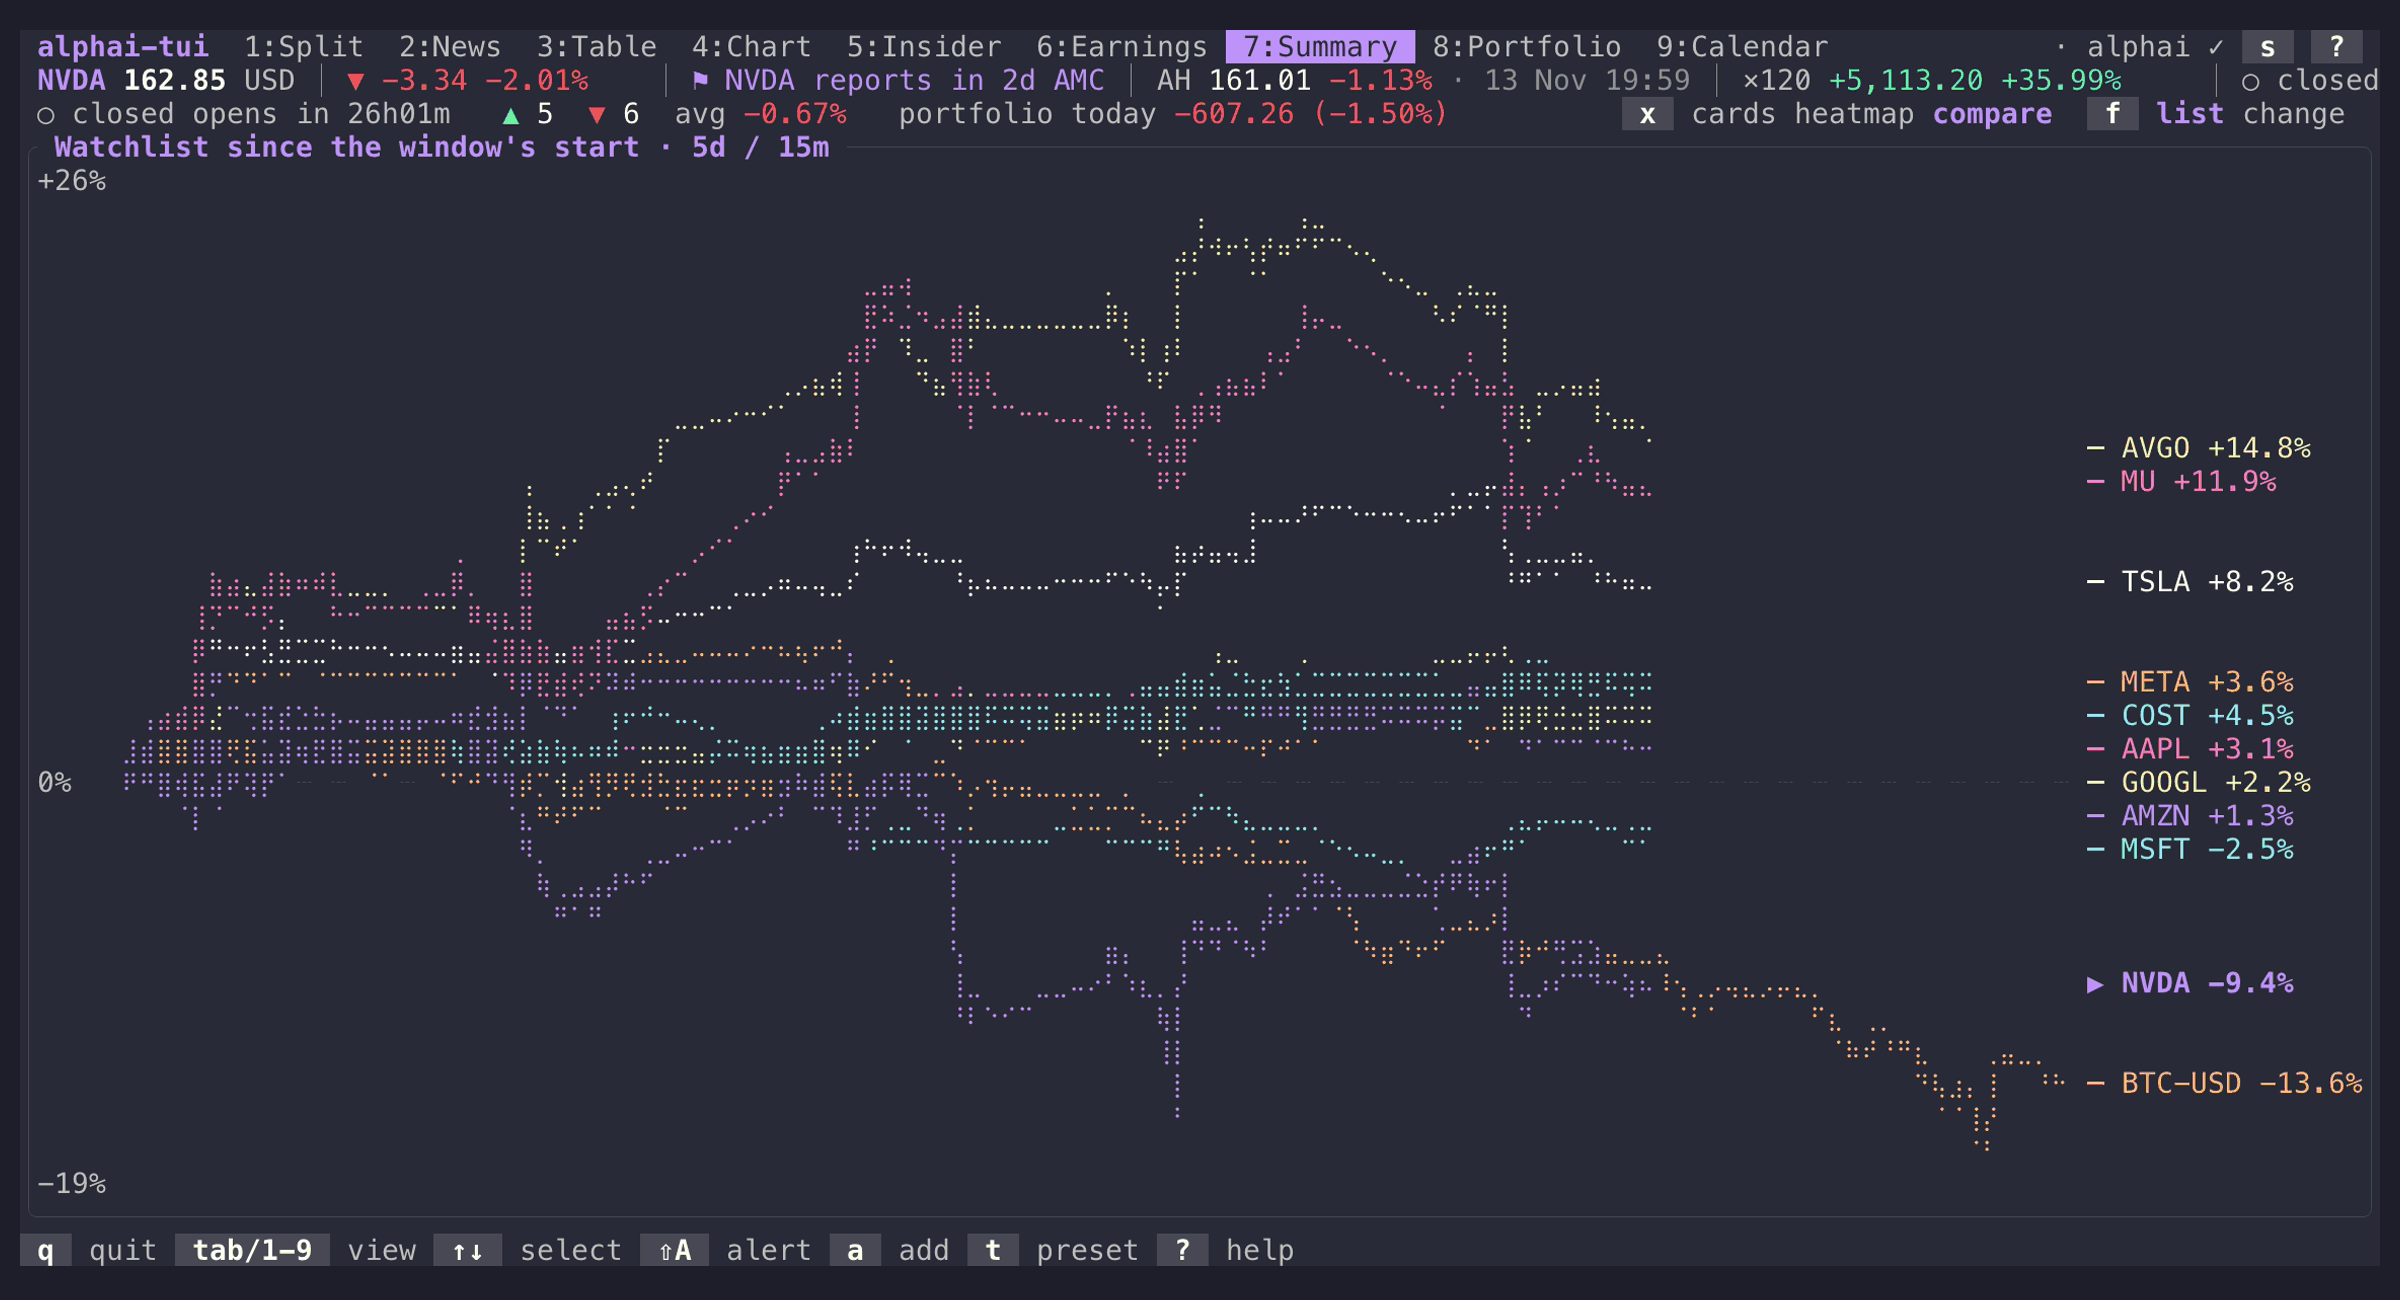 alphai-tui 1:Split 2:News 3:Table 4:Chart 5:Insider 6:Earnings 7:Summary 8:Portfolio 9:Calendar · alphai ✓ s ?
NVDA 162.85 USD │ ▼ −3.34 −2.01% │ ⚑ NVDA reports in 2d AMC │ AH 161.01 −1.13% · 13 Nov 19:59 │ ×120 +5,113.20 +35.99% │ ○ closed
○ closed opens in 26h01m ▲ 5 ▼ 6 avg −0.67% portfolio today −607.26 (−1.50%) x cards heatmap compare f list change
Watchlist since the window's start · 5d / 15m
+26%
— AVGO +14.8%
— MU +11.9%
— TSLA +8.2%
— META +3.6%
— COST +4.5%
— AAPL +3.1%
0%
— GOOGL +2.2%
— AMZN +1.3%
— MSFT −2.5%
▶ NVDA −9.4%
— BTC−USD −13.6%
−19%
q quit tab/1−9 view ↑↓ select ⇧A alert a add t preset ? help